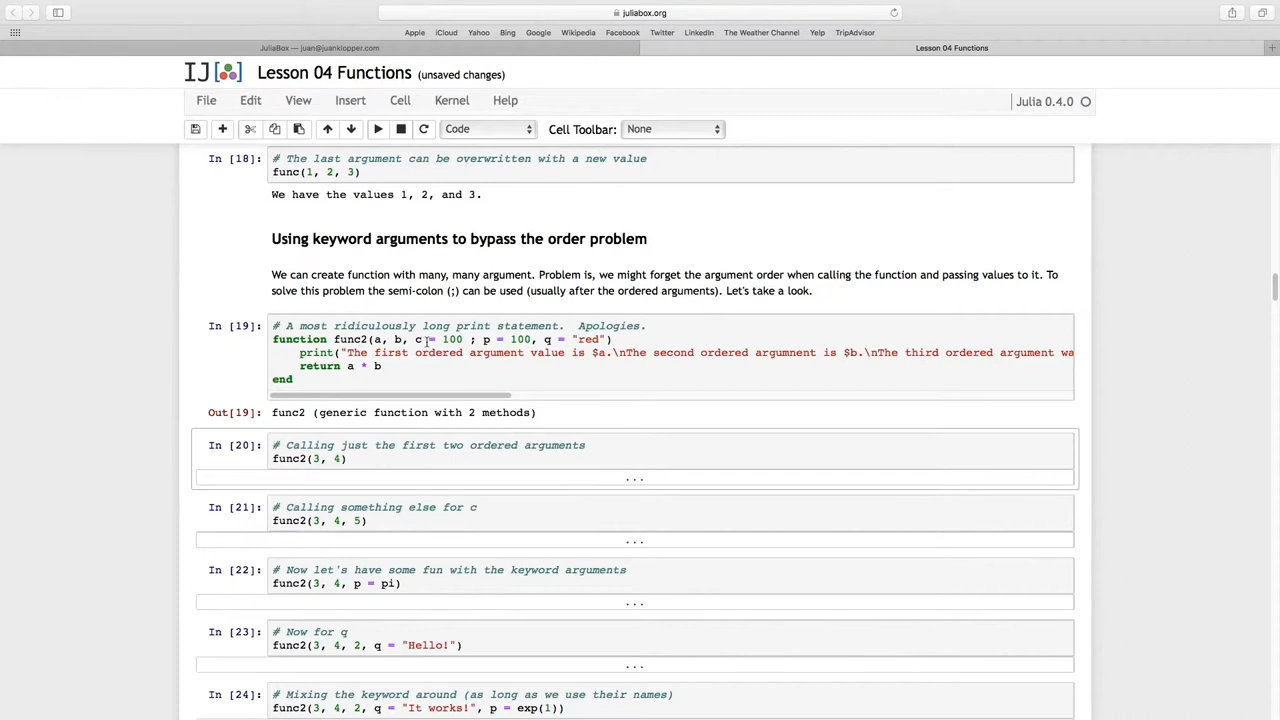 juliabox.org
Apple iCloud Yahoo Bing Google Wikipedia Facebook Twitter LinkedIn The Weather Channel Yelp TripAdvisor
JuliaBox — juan@juanklopper.com Lesson 04 Functions
IJ Lesson 04 Functions (unsaved changes)
File Edit View Insert Cell Kernel Help Julia 0.4.0
Code Cell Toolbar: None
In [18]: # The last argument can be overwritten with a new value
func(1, 2, 3)
We have the values 1, 2, and 3.
Using keyword arguments to bypass the order problem
We can create function with many, many argument. Problem is, we might forget the argument order when calling the function and passing values to it. To
solve this problem the semi-colon (;) can be used (usually after the ordered arguments). Let's take a look.
In [19]: # A most ridiculously long print statement.  Apologies.
function func2(a, b, c = 100 ; p = 100, q = "red")
print("The first ordered argument value is $a.\nThe second ordered argumnent is $b.\nThe third ordered argument wa
return a * b
end
Out[19]: func2 (generic function with 2 methods)
In [20]: # Calling just the first two ordered arguments
func2(3, 4)
...
In [21]: # Calling something else for c
func2(3, 4, 5)
...
In [22]: # Now let's have some fun with the keyword arguments
func2(3, 4, p = pi)
...
In [23]: # Now for q
func2(3, 4, 2, q = "Hello!")
...
In [24]: # Mixing the keyword around (as long as we use their names)
func2(3, 4, 2, q = "It works!", p = exp(1))